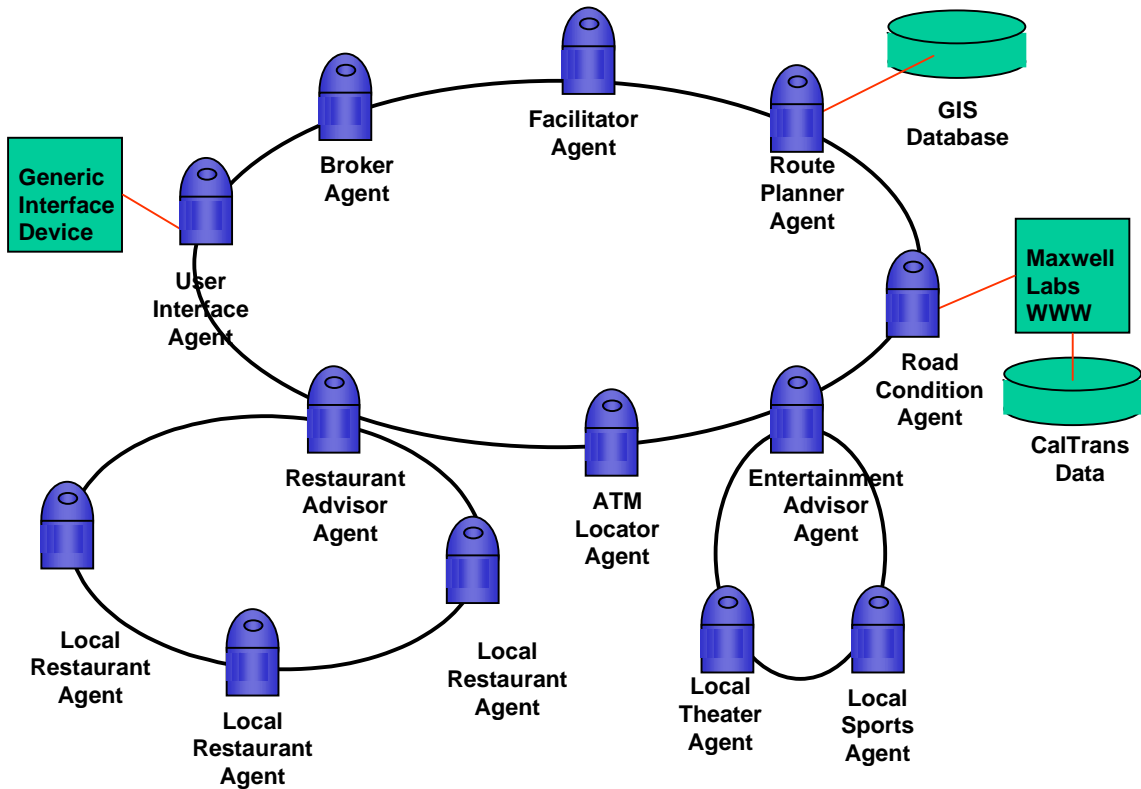 Facilitator
Agent
GIS
Database
Broker
Agent
Route
Planner
Agent
Generic
Interface
Device
User
Interface
Agent
Maxwell
Labs
WWW
Road
Condition
Agent
CalTrans
Data
Restaurant
Advisor
Agent
ATM
Locator
Agent
Entertainment
Advisor
Agent
Local
Restaurant
Agent
Local
Restaurant
Agent
Local
Restaurant
Agent
Local
Theater
Agent
Local
Sports
Agent